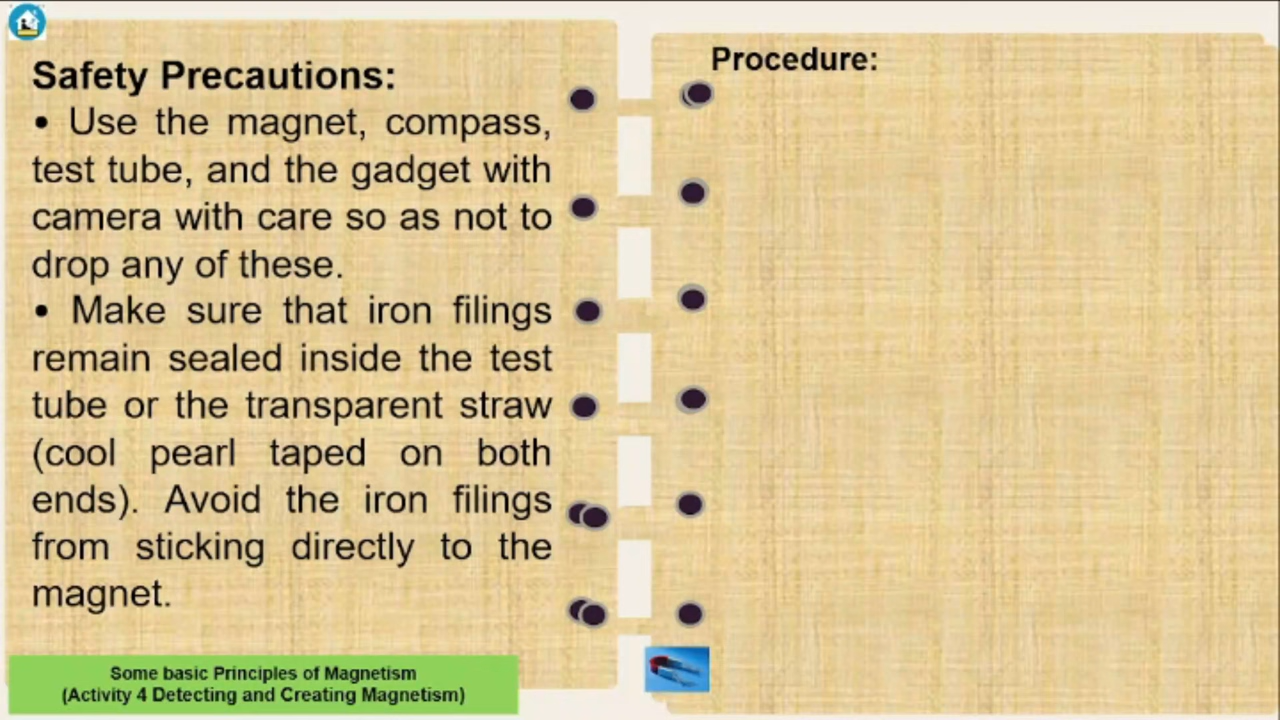 Safety Precautions:
• Use the magnet, compass,
test tube, and the gadget with
camera with care so as not to
drop any of these.
• Make sure that iron filings
remain sealed inside the test
tube or the transparent straw
(cool pearl taped on both
ends). Avoid the iron filings
from sticking directly to the
magnet.
Some basic Principles of Magnetism
(Activity 4 Detecting and Creating Magnetism)
Procedure: